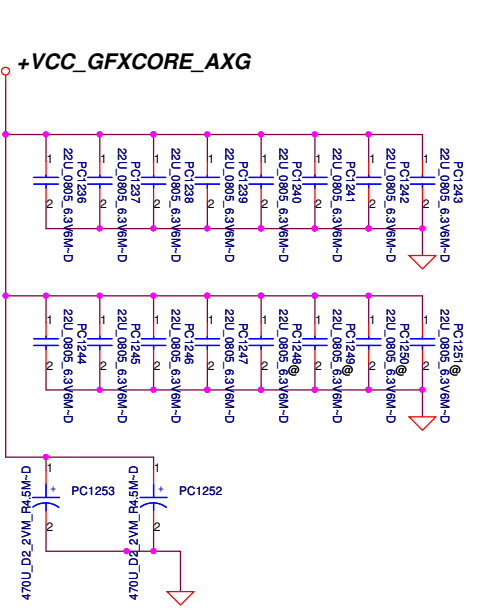 +VCC_GFXCORE_AXG
1 1 1 1 1 1 1 1
PC1236
22U_0805_6.3V6M~D
PC1237
22U_0805_6.3V6M~D
PC1238
22U_0805_6.3V6M~D
PC1239
22U_0805_6.3V6M~D
PC1240
22U_0805_6.3V6M~D
PC1241
22U_0805_6.3V6M~D
PC1242
22U_0805_6.3V6M~D
PC1243
22U_0805_6.3V6M~D
2 2 2 2 2 2 2 2
1 1 1 1 1 1 1 1
PC1244
22U_0805_6.3V6M~D
PC1245
22U_0805_6.3V6M~D
PC1246
22U_0805_6.3V6M~D
PC1247
22U_0805_6.3V6M~D
PC1248@
22U_0805_6.3V6M~D
PC1249@
22U_0805_6.3V6M~D
PC1250@
22U_0805_6.3V6M~D
PC1251@
22U_0805_6.3V6M~D
2 2 2 2 2 2 2 2
1 1
470U_D2_2VM_R4.5M~D
+ PC1253
470U_D2_2VM_R4.5M~D
+ PC1252
2 2